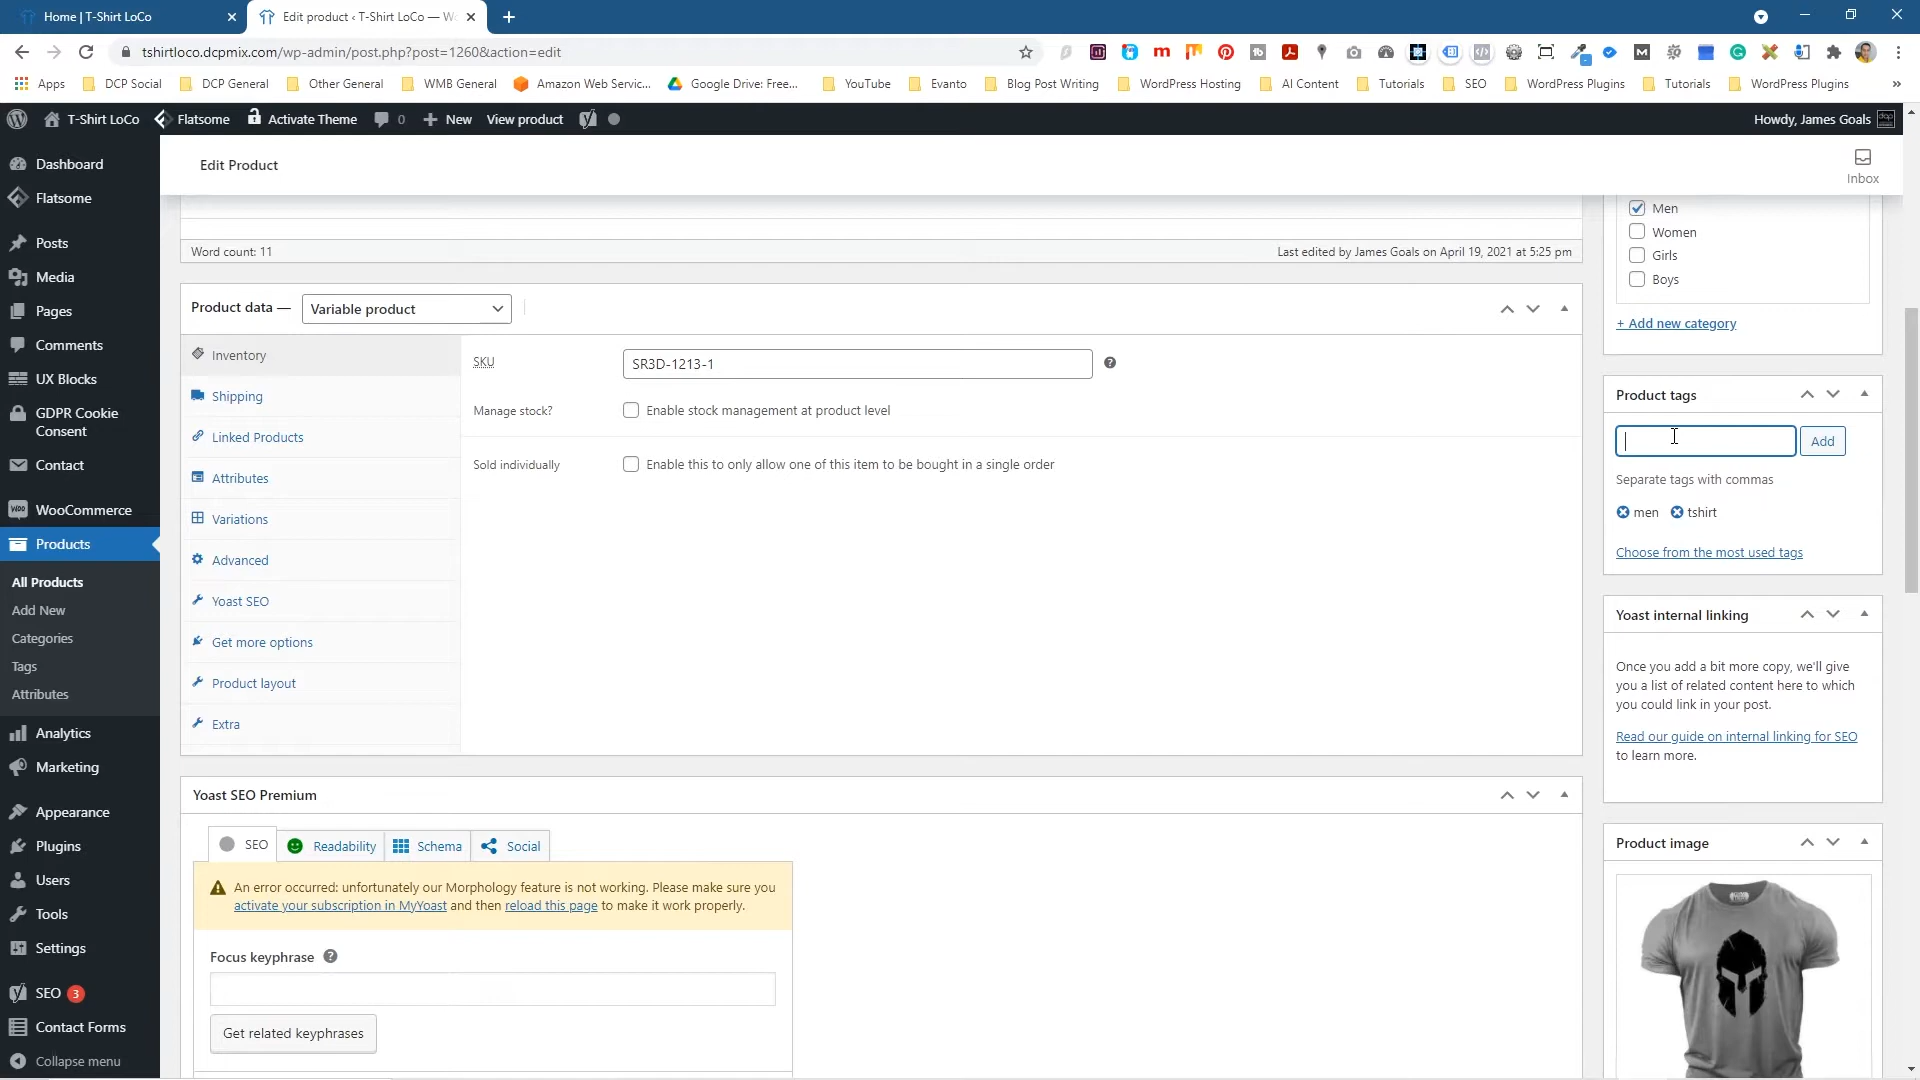 Home | T-Shirt LoCo
Edit product ‹ T-Shirt LoCo — Wo
tshirtloco.dcpmix.com/wp-admin/post.php?post=1260&action=edit
Apps
DCP Social
DCP General
Other General
WMB General
Amazon Web Servic...
Google Drive: Free...
YouTube
Evanto
Blog Post Writing
WordPress Hosting
AI Content
Tutorials
SEO
WordPress Plugins
Tutorials
WordPress Plugins
»
T-Shirt LoCo
Flatsome
Activate Theme
0
New
View product
Howdy, James Goals
Dashboard
Flatsome
Posts
Media
Pages
Comments
UX Blocks
GDPR Cookie
Consent
Contact
WooCommerce
Products
All Products
Add New
Categories
Tags
Attributes
Analytics
Marketing
Appearance
Plugins
Users
Tools
Settings
SEO 3
Contact Forms
Collapse menu
Edit Product
Inbox
Word count: 11
Last edited by James Goals on April 19, 2021 at 5:25 pm
Product data —
Variable product
Inventory
Shipping
Linked Products
Attributes
Variations
Advanced
Yoast SEO
Get more options
Product layout
Extra
SKU
SR3D-1213-1
Manage stock?
Enable stock management at product level
Sold individually
Enable this to only allow one of this item to be bought in a single order
Yoast SEO Premium
SEO
Readability
Schema
Social
An error occurred: unfortunately our Morphology feature is not working. Please make sure you
activate your subscription in MyYoast and then reload this page to make it work properly.
Focus keyphrase
Get related keyphrases
Men
Women
Girls
Boys
+ Add new category
Product tags
Add
Separate tags with commas
men
tshirt
Choose from the most used tags
Yoast internal linking
Once you add a bit more copy, we'll give
you a list of related content here to which
you could link in your post.
Read our guide on internal linking for SEO
to learn more.
Product image